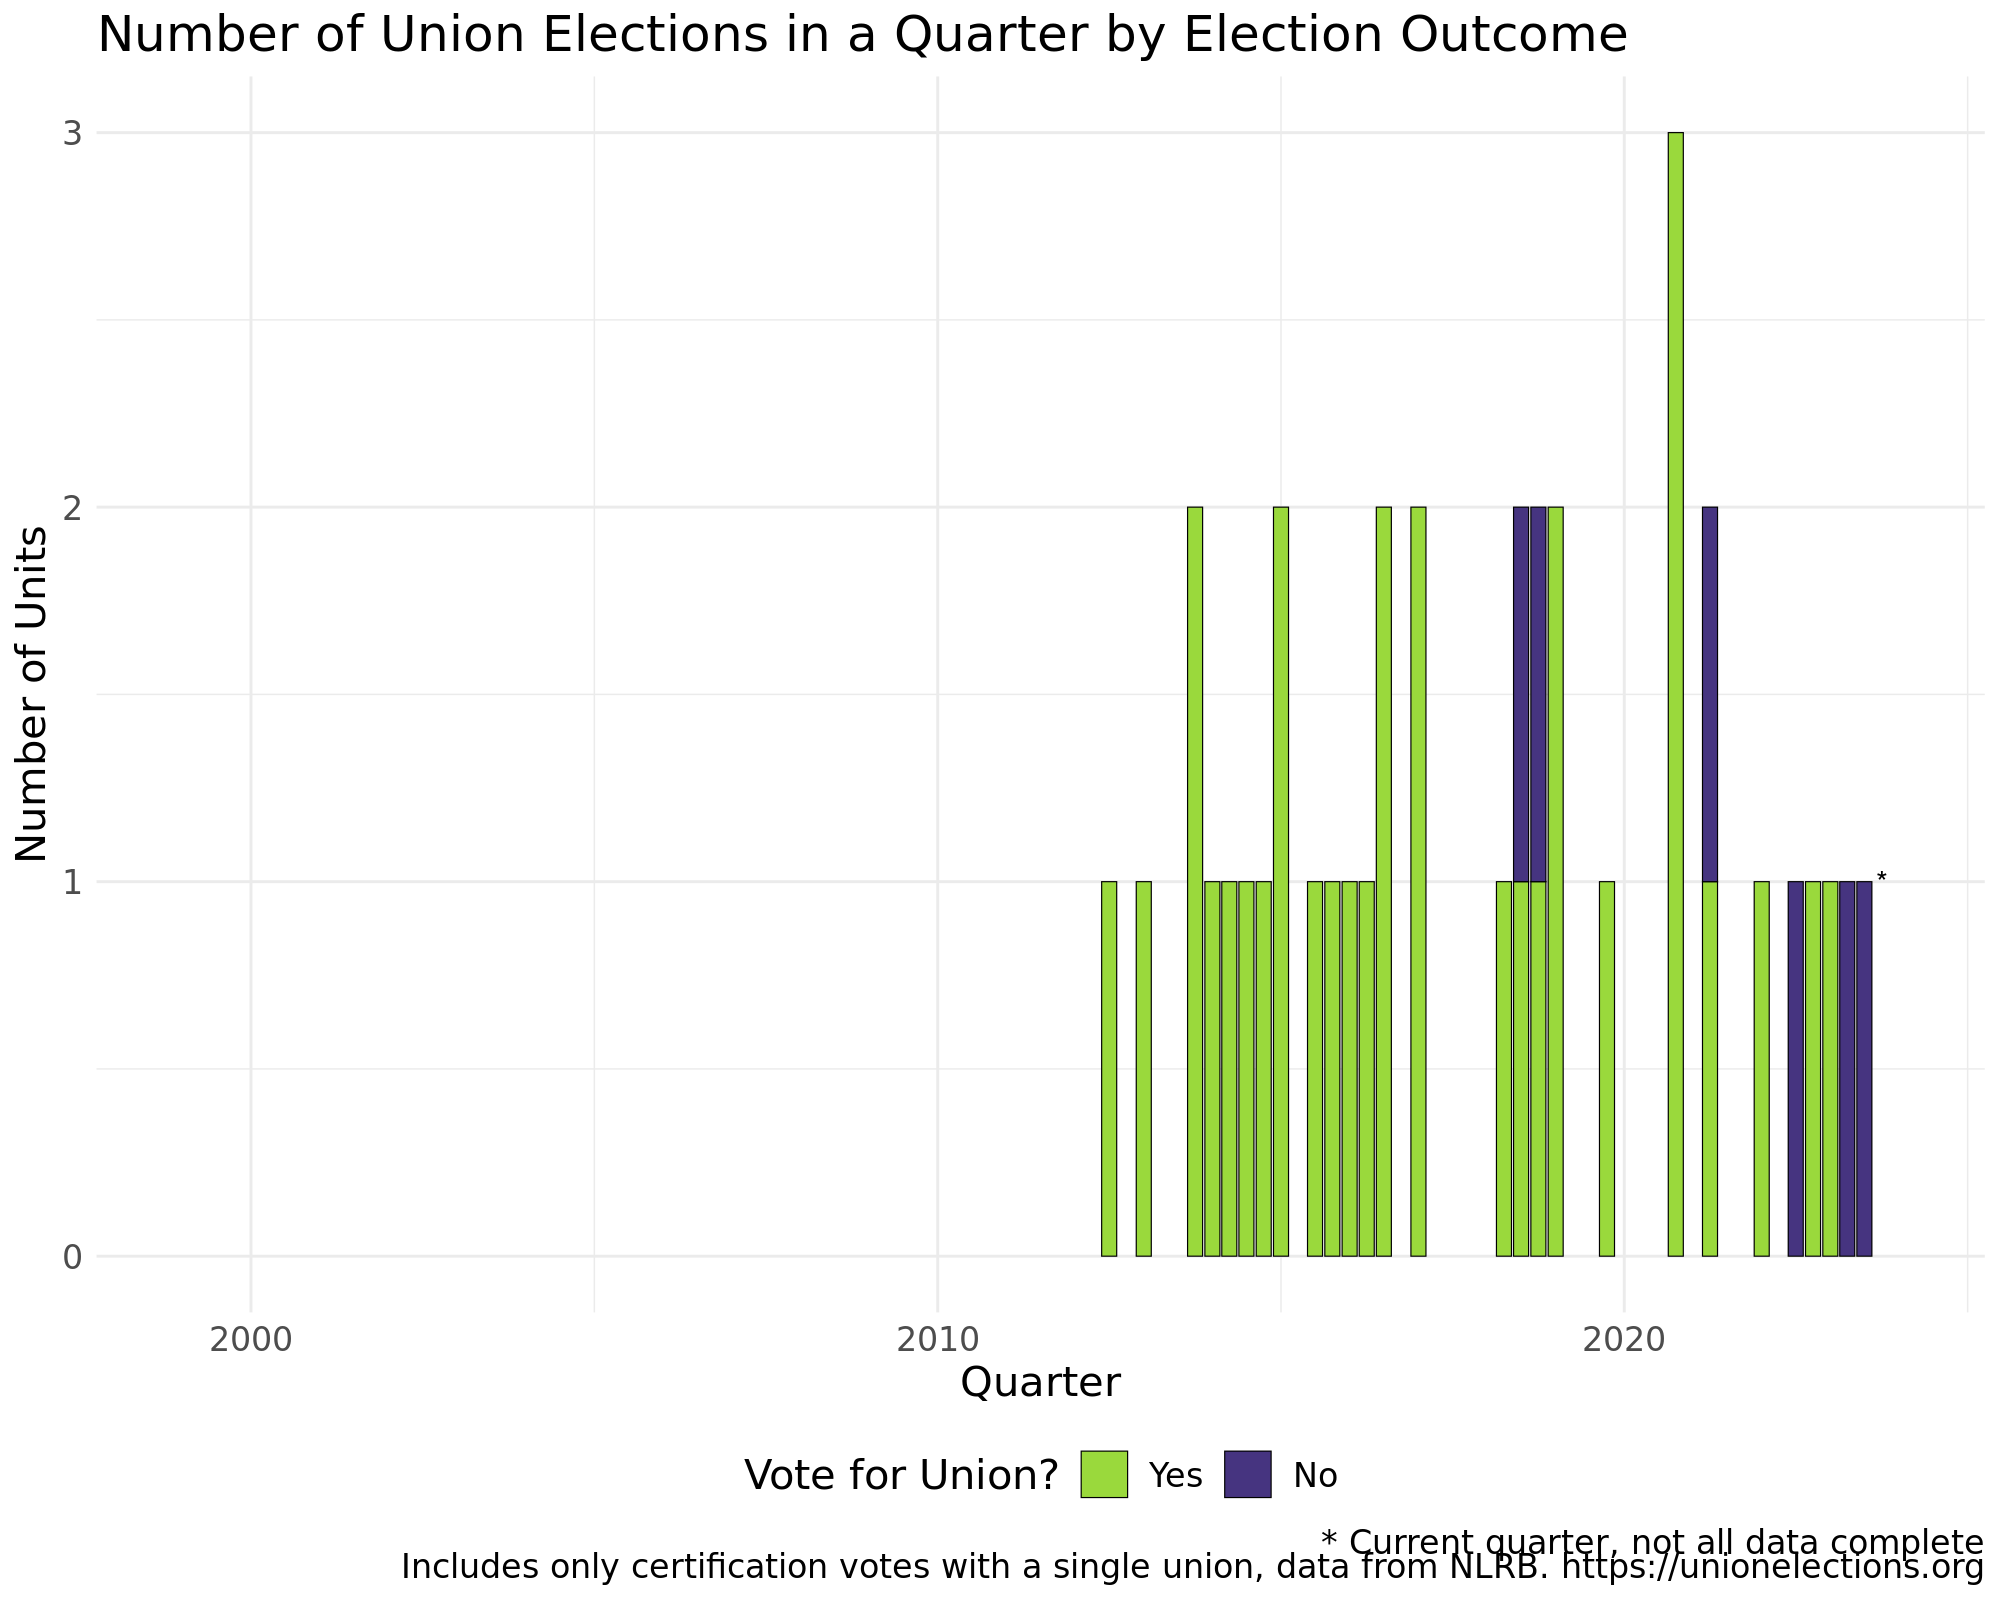 Number of Union Elections in a Quarter by Election Outcome
Number of Units
3
2
1
0
*
2000 2010 2020
Quarter
Vote for Union? Yes No
* Current quarter, not all data complete
Includes only certification votes with a single union, data from NLRB. https://unionelections.org